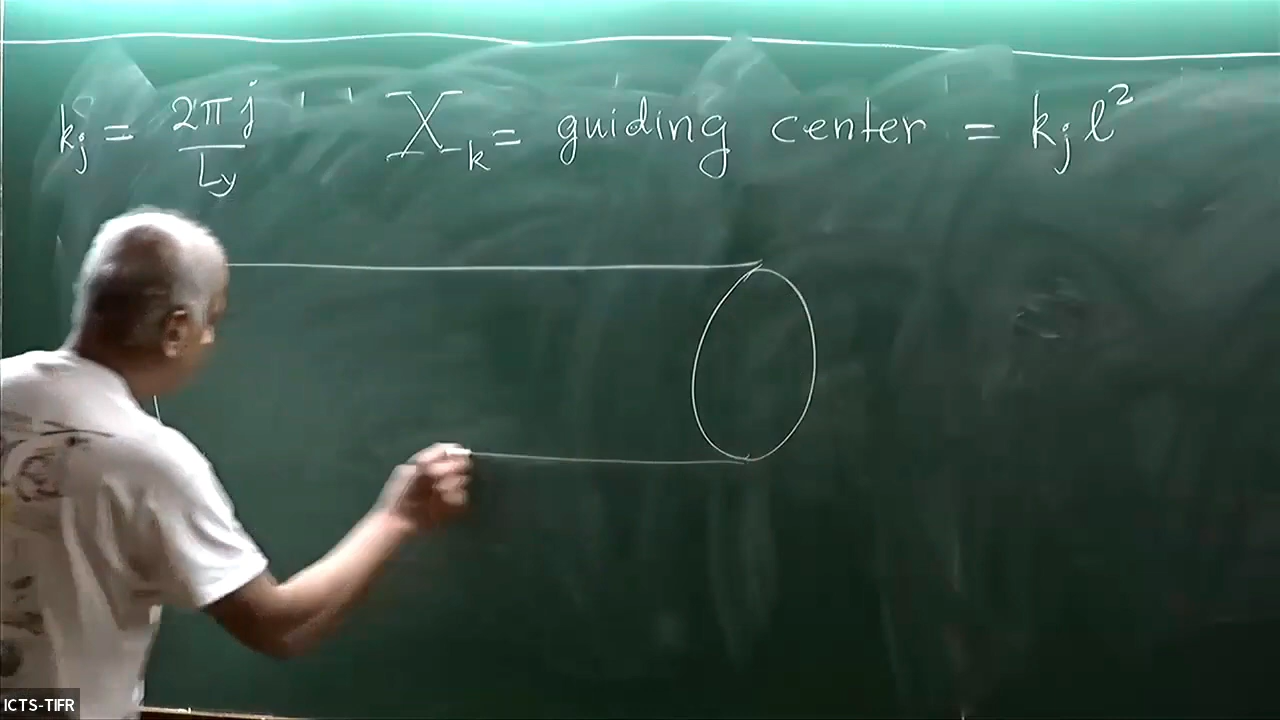 k_j = 2πj / L_y X_k = guiding center = k_j l²
ICTS-TIFR